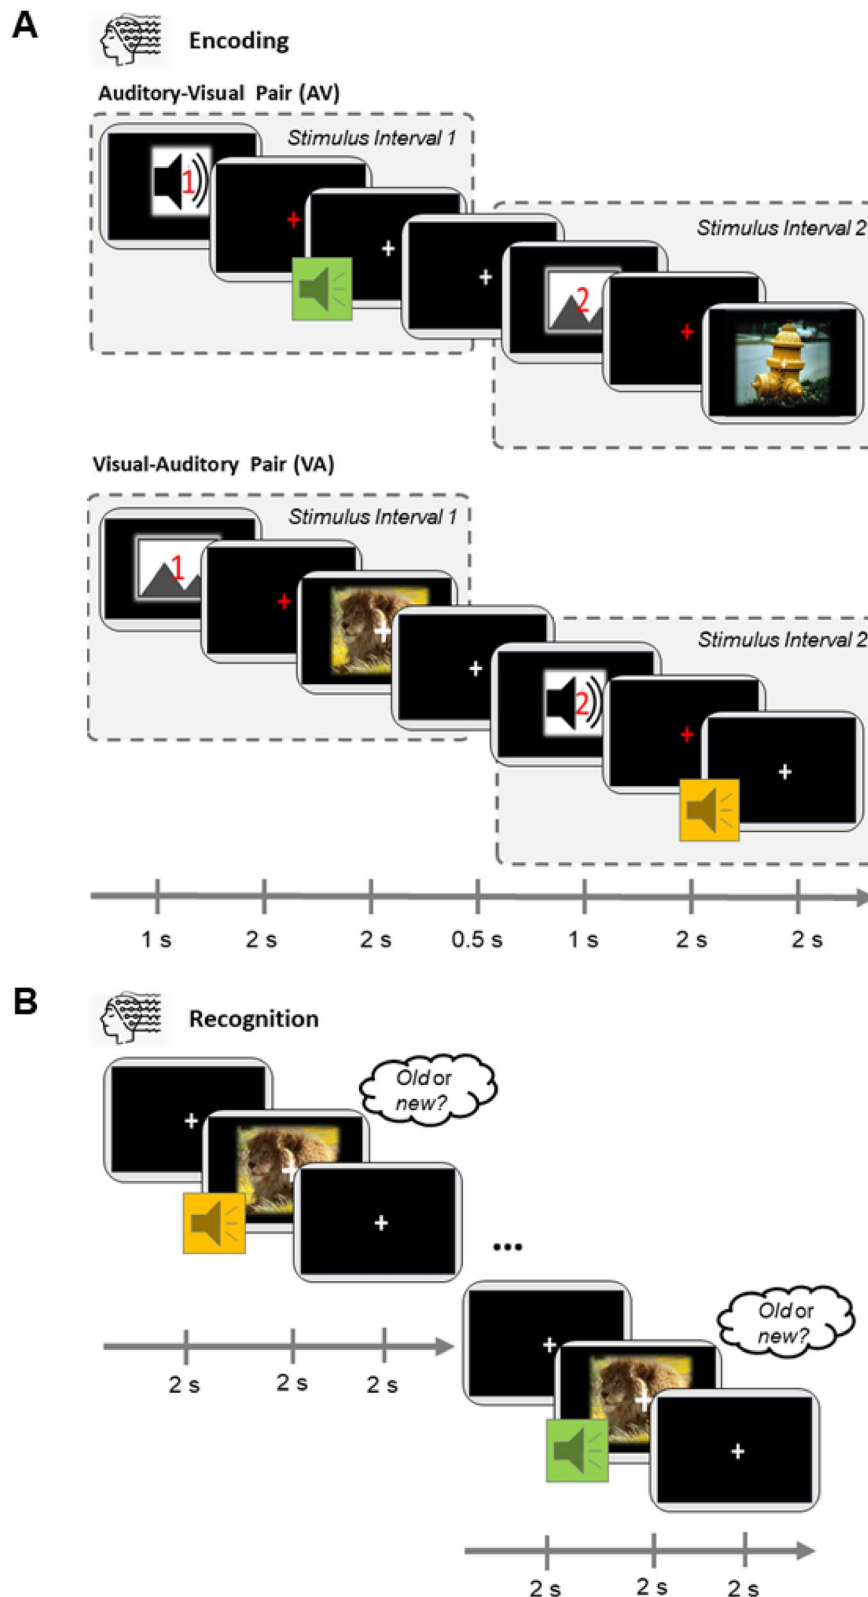 A
Encoding
Auditory-Visual Pair (AV)
Stimulus Interval 1
1
Stimulus Interval 2
2
Visual-Auditory Pair (VA)
Stimulus Interval 1
1
Stimulus Interval 2
2
1 s 2 s 2 s 0.5 s 1 s 2 s 2 s
B
Recognition
Old or
new?
...
2 s 2 s 2 s
Old or
new?
2 s 2 s 2 s